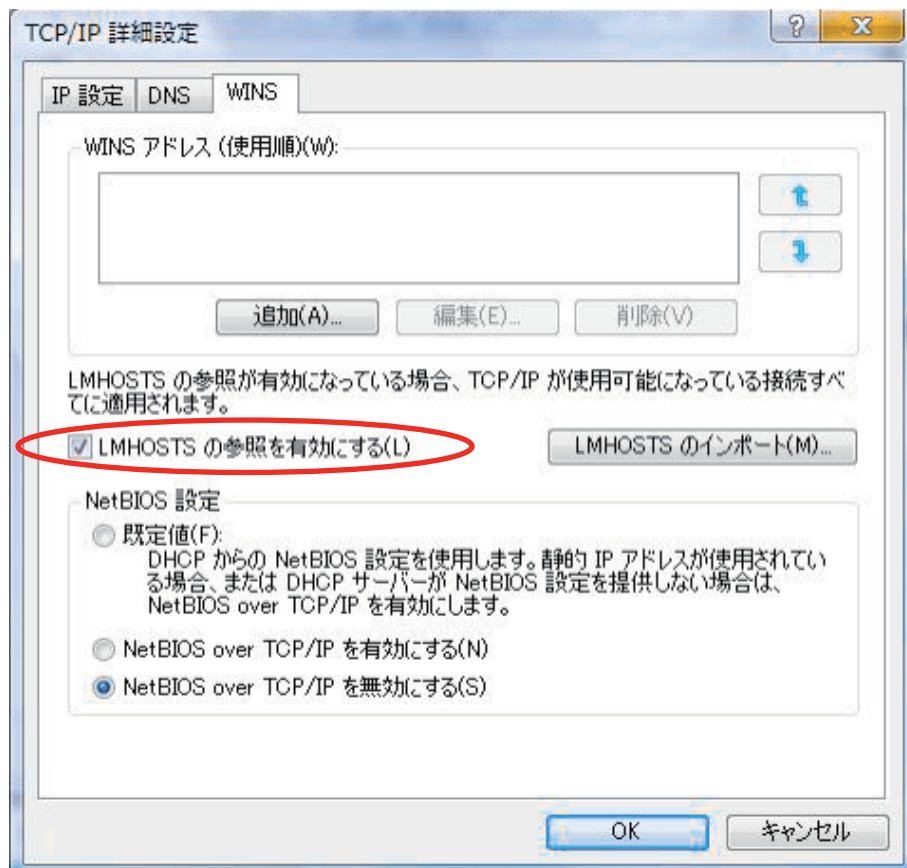 TCP/IP 詳細設定
IP 設定
DNS
WINS
WINS アドレス (使用順)(W):
追加(A)...
編集(E)...
削除(V)
LMHOSTS の参照が有効になっている場合、TCP/IP が使用可能になっている接続すべ
てに適用されます。
LMHOSTS の参照を有効にする(L)
LMHOSTS のインポート(M)...
NetBIOS 設定
既定値(F):
DHCP からの NetBIOS 設定を使用します。静的 IP アドレスが使用されてい
る場合、または DHCP サーバーが NetBIOS 設定を提供しない場合は、
NetBIOS over TCP/IP を有効にします。
NetBIOS over TCP/IP を有効にする(N)
NetBIOS over TCP/IP を無効にする(S)
OK
キャンセル